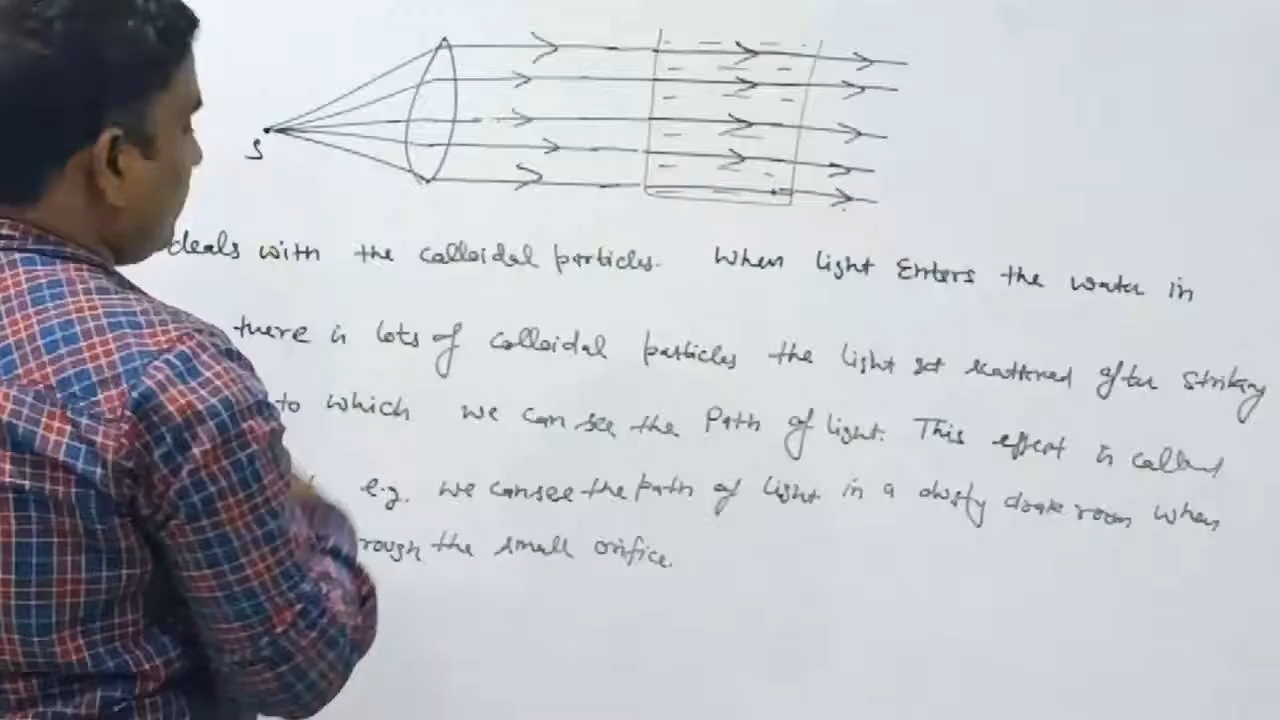 S
deals with the colloidal particles. When light Enters the water in
there is lots of colloidal particles the light get scattered after striking
to which we can see the Path of light. This effect is called
e.g. we can see the path of light in a dusty dark room when
rough the small orifice.